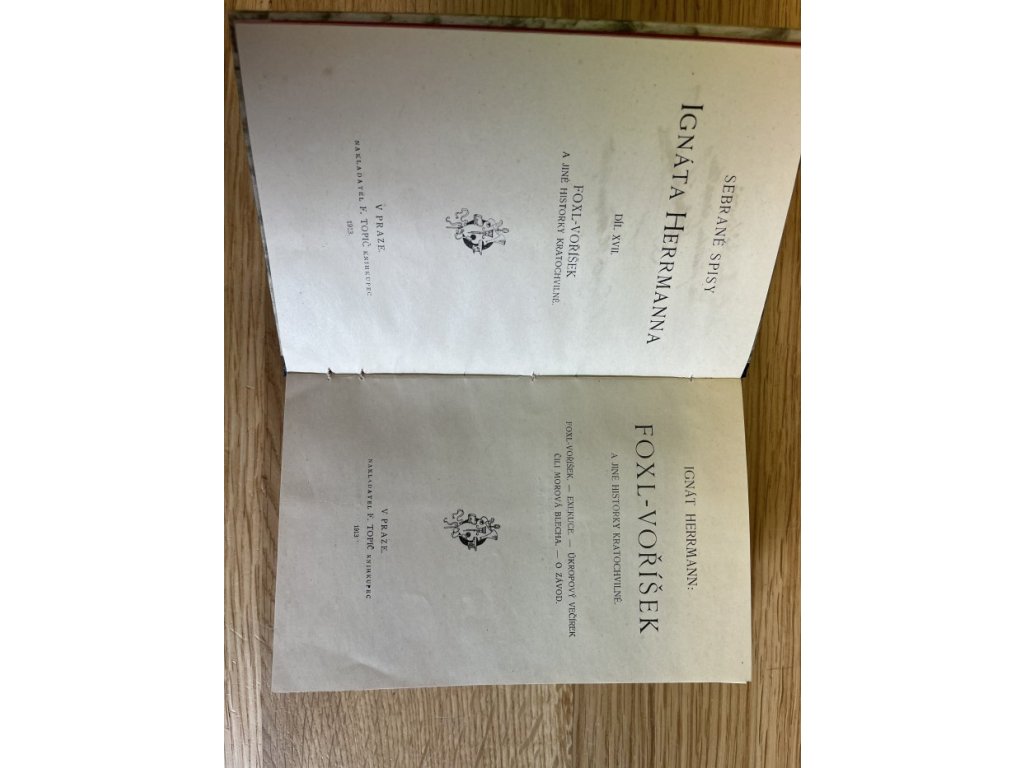 SEBRANÉ SPISY
IGNÁTA HERRMANNA
DÍL XVII.
FOXL-VOŘÍŠEK
A JINÉ HISTORKY KRATOCHVILNÉ.
V PRAZE.
NAKLADATEL F. TOPIČ KNIHKUPEC
1913.
IGNÁT HERRMANN:
FOXL-VOŘÍŠEK
A JINÉ HISTORKY KRATOCHVILNÉ.
FOXL-VOŘÍŠEK. — EXEKUCE. — ÚKROPOVÝ VEČÍREK
ČILI MOROVÁ BLECHA. — O ZÁVOD.
V PRAZE.
NAKLADATEL F. TOPIČ KNIHKUPEC
1913